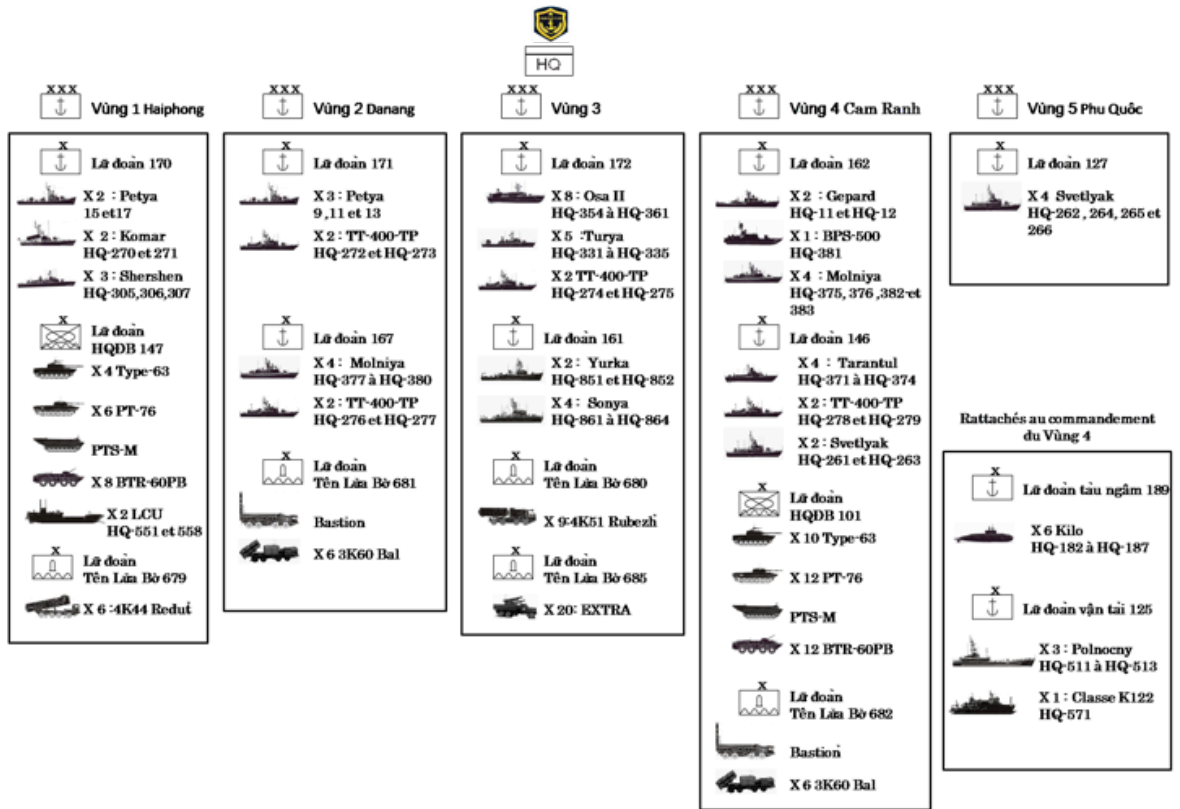 HQ
XXX
Vùng 1 Haiphong
X
Lữ đoàn 170
X 2 : Petya
15 et17
X 2: Komar
HQ-270 et 271
X 3: Shershen
HQ-305,306,307
X
Lữ đoàn
HQĐB 147
X 4 Type-63
X 6 PT-76
PTS-M
X 8 BTR-60PB
X 2 LCU
HQ-551 et 558
X
Lữ đoàn
Tên Lửa Bờ 679
X 6 :4K44 Redut
XXX
Vùng 2 Danang
X
Lữ đoàn 171
X 3: Petya
9 ,11 et 13
X 2: TT-400-TP
HQ-272 et HQ-273
X
Lữ đoàn 167
X 4: Molniya
HQ-377 à HQ-380
X 2: TT-400-TP
HQ-276 et HQ-277
X
Lữ đoàn
Tên Lửa Bờ 681
Bastion
X 6 3K60 Bal
XXX
Vùng 3
X
Lữ đoàn 172
X 8: Osa II
HQ-354 à HQ-361
X 5 :Turya
HQ-331 à HQ-335
X 2 TT-400-TP
HQ-274 et HQ-275
X
Lữ đoàn 161
X 2: Yurka
HQ-851 et HQ-852
X 4: Sonya
HQ-861 à HQ-864
X
Lữ đoàn
Tên Lửa Bờ 680
X 9:4K51 Rubezh
X
Lữ đoàn
Tên Lửa Bờ 685
X 20: EXTRA
XXX
Vùng 4 Cam Ranh
X
Lữ đoàn 162
X 2: Gepard
HQ-11 et HQ-12
X 1: BPS-500
HQ-381
X 4: Molniya
HQ-375, 376 ,382-et
383
X
Lữ đoàn 146
X 4: Tarantul
HQ-371 à HQ-374
X 2: TT-400-TP
HQ-278 et HQ-279
X 2: Svetlyak
HQ-261 et HQ-263
X
Lữ đoàn
HQĐB 101
X 10 Type-63
X 12 PT-76
PTS-M
X 12 BTR-60PB
X
Lữ đoàn
Tên Lửa Bờ 682
Bastion
X 6 3K60 Bal
XXX
Vùng 5 Phu Quôc
X
Lữ đoàn 127
X 4 Svetlyak
HQ-262 , 264, 265 et
266
Rattachés au commandement
du Vùng 4
X
Lữ đoàn tàu ngầm 189
X 6 Kilo
HQ-182 à HQ-187
X
Lữ đoàn vận tải 125
X 3: Polnocny
HQ-511 à HQ-513
X 1: Classe K122
HQ-571